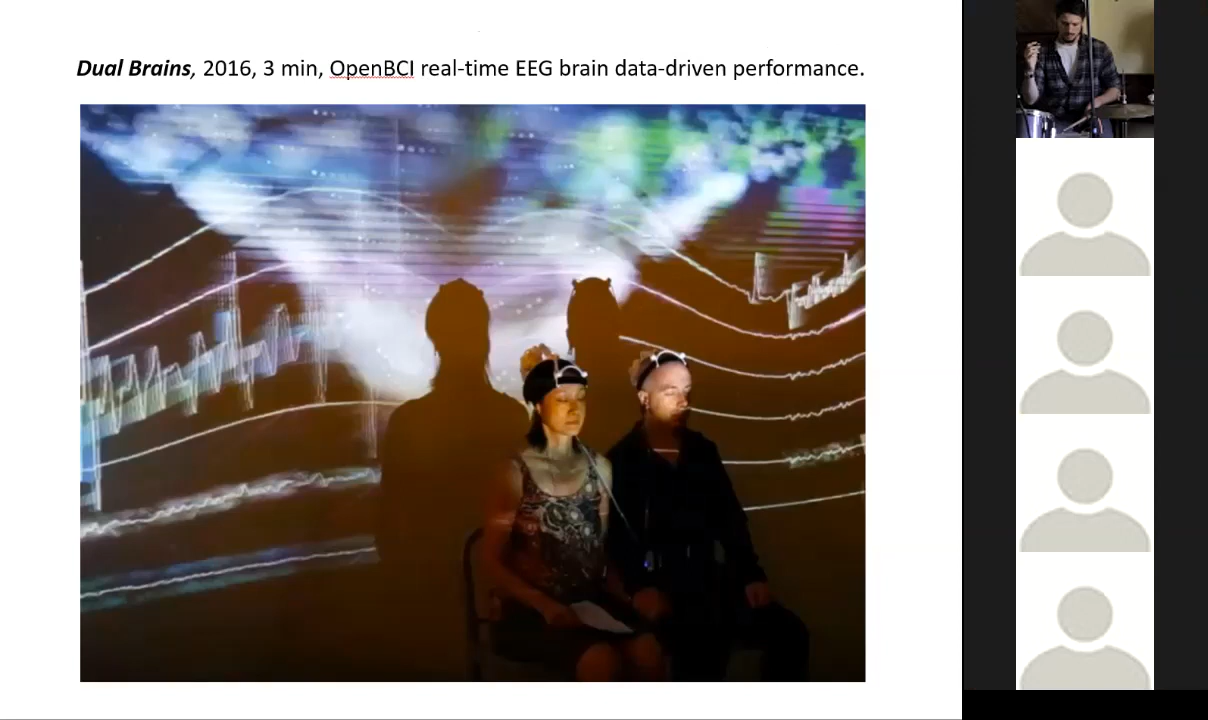 Dual Brains, 2016, 3 min, OpenBCI real-time EEG brain data-driven performance.